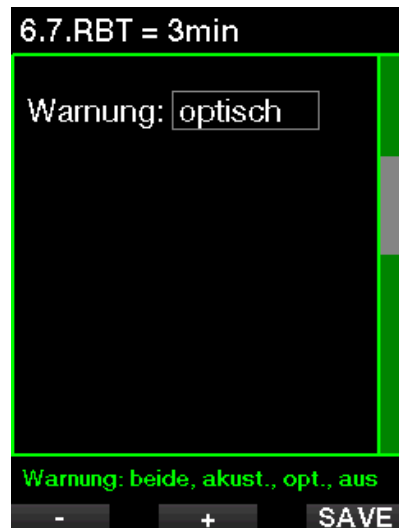 6.7.RBT = 3min
Warnung: optisch
Warnung: beide, akust., opt., aus
- + SAVE